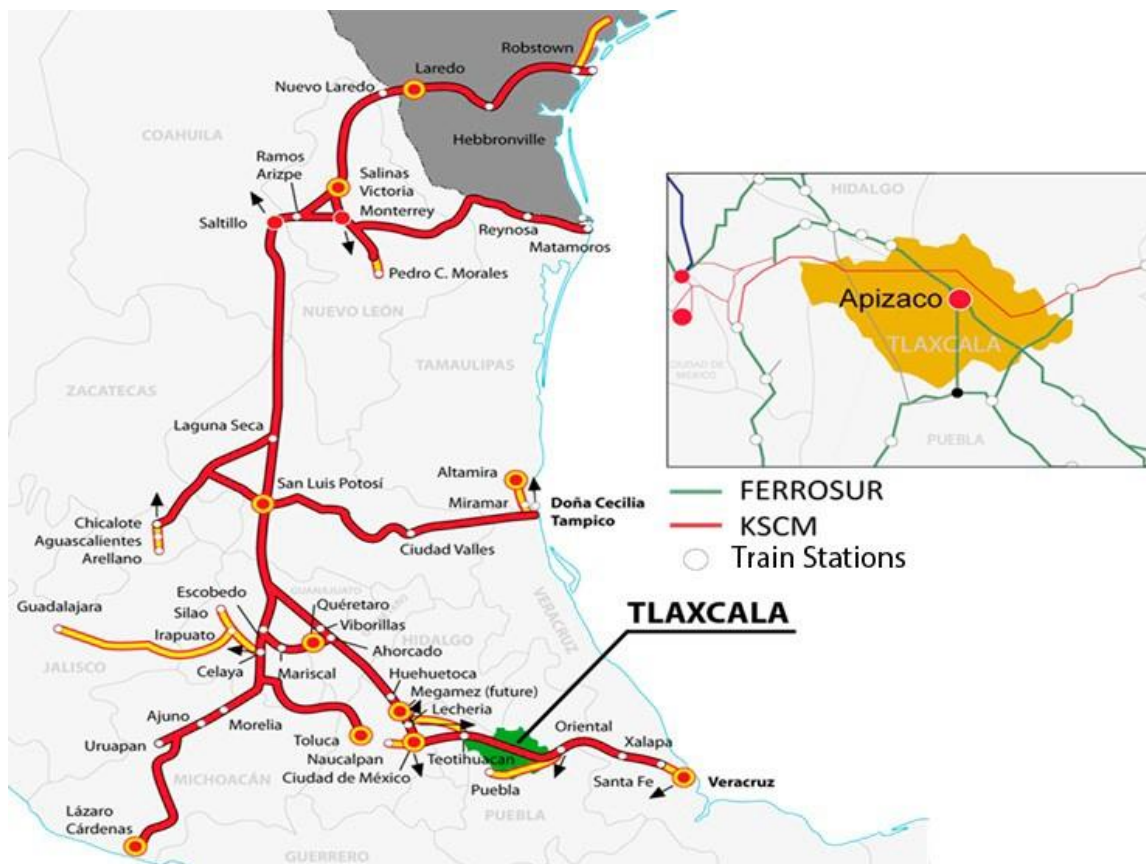 Robstown
Laredo
Nuevo Laredo
Hebbronville
COAHUILA
Ramos
Arizpe
Salinas
Victoria
Monterrey
Saltillo
Reynosa
Matamoros
Pedro C. Morales
NUEVO LEÓN
TAMAULIPAS
ZACATECAS
Laguna Seca
San Luis Potosí
Altamira
Miramar
Doña Cecilia
Tampico
Chicalote
Aguascalientes
Arellano
Ciudad Valles
Escobedo
GUANAJUATO
Silao
Quéretaro
Guadalajara
Viborillas
Irapuato
HIDALGO
Ahorcado
VERACRUZ
JALISCO
Celaya
Mariscal
Huehuetoca
Megamez (future)
Lecheria
Ajuno
Morelia
Oriental
Uruapan
Toluca
Naucalpan
Teotihuacan
Xalapa
Ciudad de México
MICHOACÁN
Puebla
Santa Fe
Veracruz
Lázaro
Cárdenas
PUEBLA
GUERRERO
TLAXCALA
HIDALGO
Apizaco
TLAXCALA
CIUDAD DE
MEXICO
PUEBLA
FERROSUR
KSCM
Train Stations